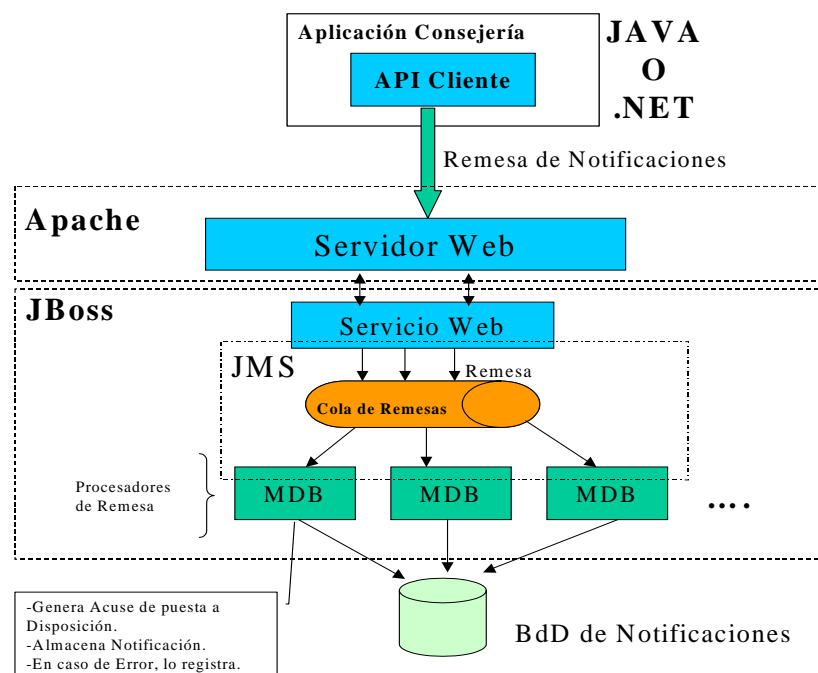 Aplicación Consejería
JAVA
O
.NET
API Cliente
Remesa de Notificaciones
Apache
Servidor Web
JBoss
Servicio Web
JMS
Remesa
Cola de Remesas
Procesadores
de Remesa
MDB
MDB
MDB
....
-Genera Acuse de puesta a
Disposición.
-Almacena Notificación.
-En caso de Error, lo registra.
BdD de Notificaciones